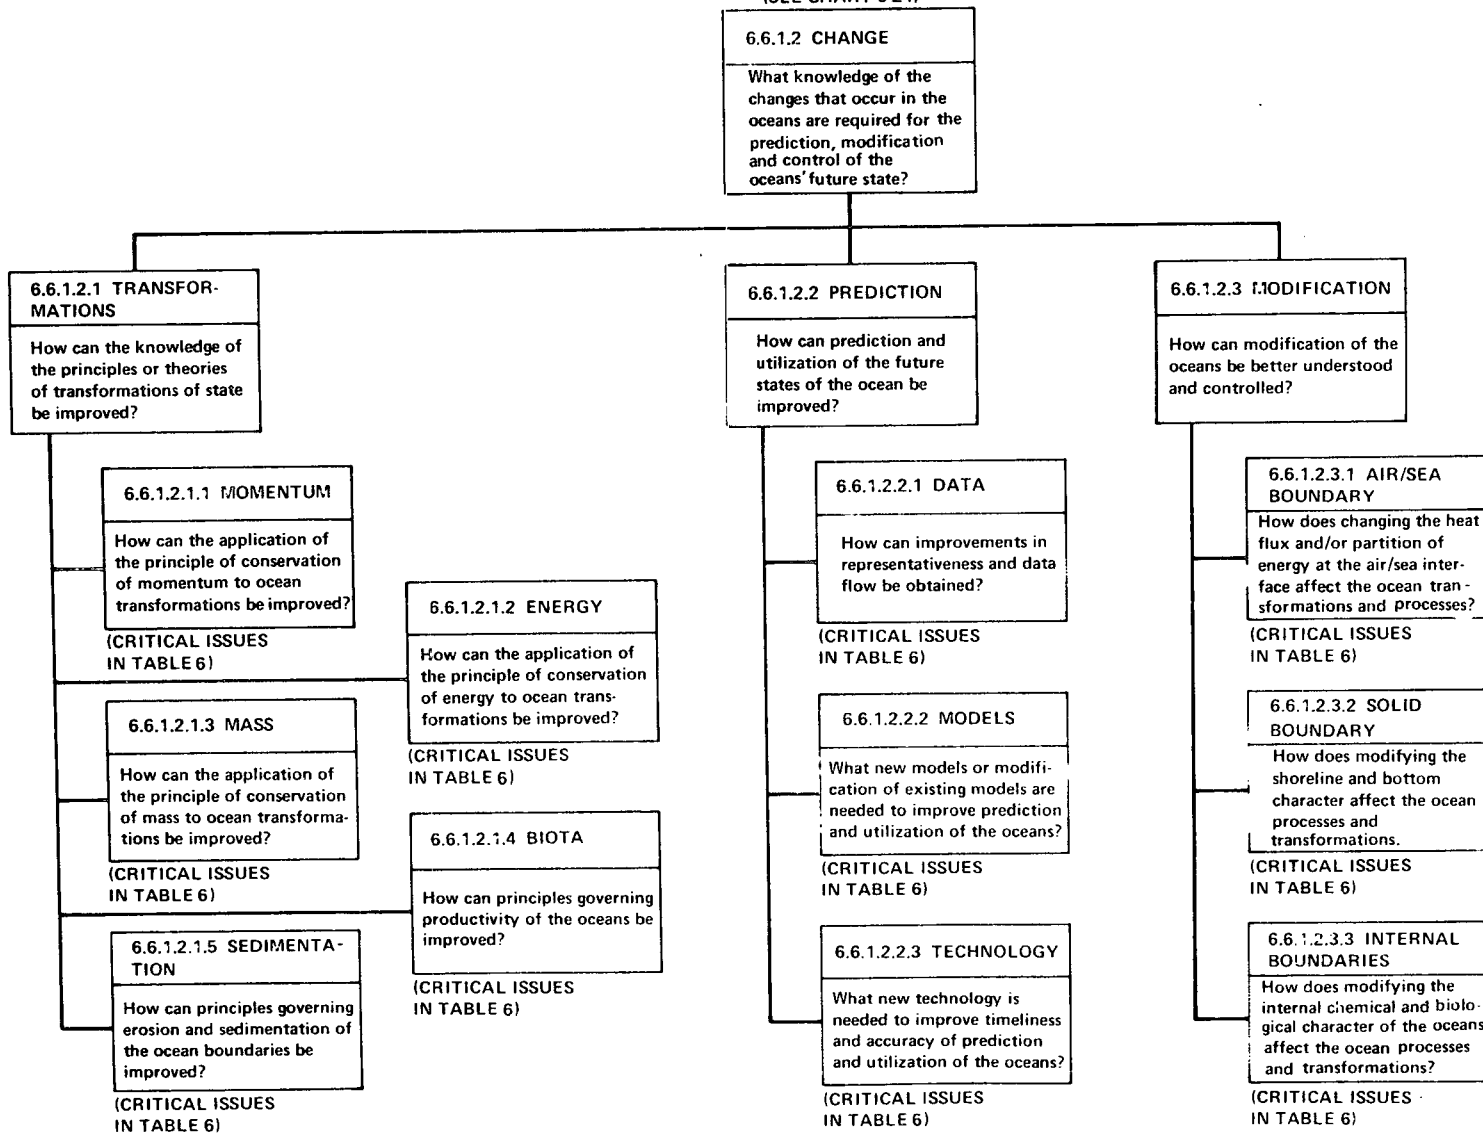 6.6.1.2 CHANGE
What knowledge of the
changes that occur in the
oceans are required for the
prediction, modification
and control of the
oceans' future state?
6.6.1.2.1 TRANSFOR-
MATIONS
How can the knowledge of
the principles or theories
of transformations of state
be improved?
6.6.1.2.1.1 MOMENTUM
How can the application of
the principle of conservation
of momentum to ocean
transformations be improved?
(CRITICAL ISSUES
IN TABLE 6)
6.6.1.2.1.2 ENERGY
How can the application of
the principle of conservation
of energy to ocean trans-
formations be improved?
(CRITICAL ISSUES
IN TABLE 6)
6.6.1.2.1.3 MASS
How can the application of
the principle of conservation
of mass to ocean transforma-
tions be improved?
(CRITICAL ISSUES
IN TABLE 6)
6.6.1.2.1.4 BIOTA
How can principles governing
productivity of the oceans be
improved?
(CRITICAL ISSUES
IN TABLE 6)
6.6.1.2.1.5 SEDIMENTA-
TION
How can principles governing
erosion and sedimentation of
the ocean boundaries be
improved?
(CRITICAL ISSUES
IN TABLE 6)
6.6.1.2.2 PREDICTION
How can prediction and
utilization of the future
states of the ocean be
improved?
6.6.1.2.2.1 DATA
How can improvements in
representativeness and data
flow be obtained?
(CRITICAL ISSUES
IN TABLE 6)
6.6.1.2.2.2 MODELS
What new models or modifi-
cation of existing models are
needed to improve prediction
and utilization of the oceans?
(CRITICAL ISSUES
IN TABLE 6)
6.6.1.2.2.3 TECHNOLOGY
What new technology is
needed to improve timeliness
and accuracy of prediction
and utilization of the oceans?
(CRITICAL ISSUES
IN TABLE 6)
6.6.1.2.3 MODIFICATION
How can modification of the
oceans be better understood
and controlled?
6.6.1.2.3.1 AIR/SEA
BOUNDARY
How does changing the heat
flux and/or partition of
energy at the air/sea inter-
face affect the ocean tran-
sformations and processes?
(CRITICAL ISSUES
IN TABLE 6)
6.6.1.2.3.2 SOLID
BOUNDARY
How does modifying the
shoreline and bottom
character affect the ocean
processes and
transformations.
(CRITICAL ISSUES
IN TABLE 6)
6.6.1.2.3.3 INTERNAL
BOUNDARIES
How does modifying the
internal chemical and biolo-
gical character of the oceans
affect the ocean processes
and transformations?
(CRITICAL ISSUES
IN TABLE 6)